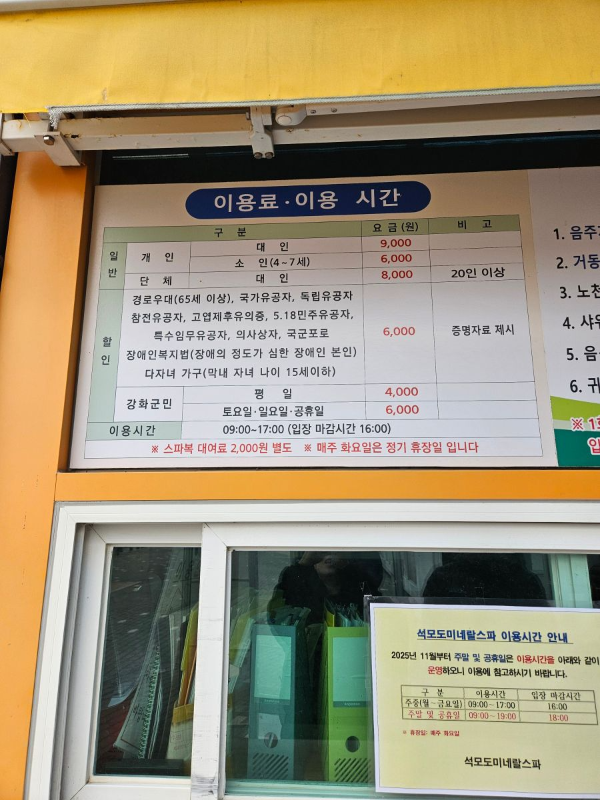 이용료·이용 시간
구 분 요 금 (원) 비 고
일반 개 인 대 인 9,000
소 인(4~7세) 6,000
단 체 대 인 8,000 20인 이상
할인 경로우대(65세 이상), 국가유공자, 독립유공자
참전유공자, 고엽제후유의증, 5.18민주유공자,
특수임무유공자, 의사상자, 국군포로
장애인복지법(장애의 정도가 심한 장애인 본인)
다자녀 가구(막내 자녀 나이 15세이하)
6,000 증명자료 제시
강화군민 평 일 4,000
토요일·일요일·공휴일 6,000
이용시간 09:00~17:00 (입장 마감시간 16:00)
※ 스파복 대여료 2,000원 별도 ※ 매주 화요일은 정기 휴장일 입니다
1. 음주
2. 거동
3. 노천
4. 사우
5. 음
6. 귀
※
입
석모도미네랄스파 이용시간 안내
2025년 11월부터 주말 및 공휴일은 이용시간을 아래와 같이
운영하오니 이용에 참고하시기 바랍니다.
구 분 이용시간 입장 마감시간
주중(월~금요일) 09:00~17:00 16:00
주말 및 공휴일 09:00~19:00 18:00
※ 휴장일: 매주 화요일
석모도미네랄스파